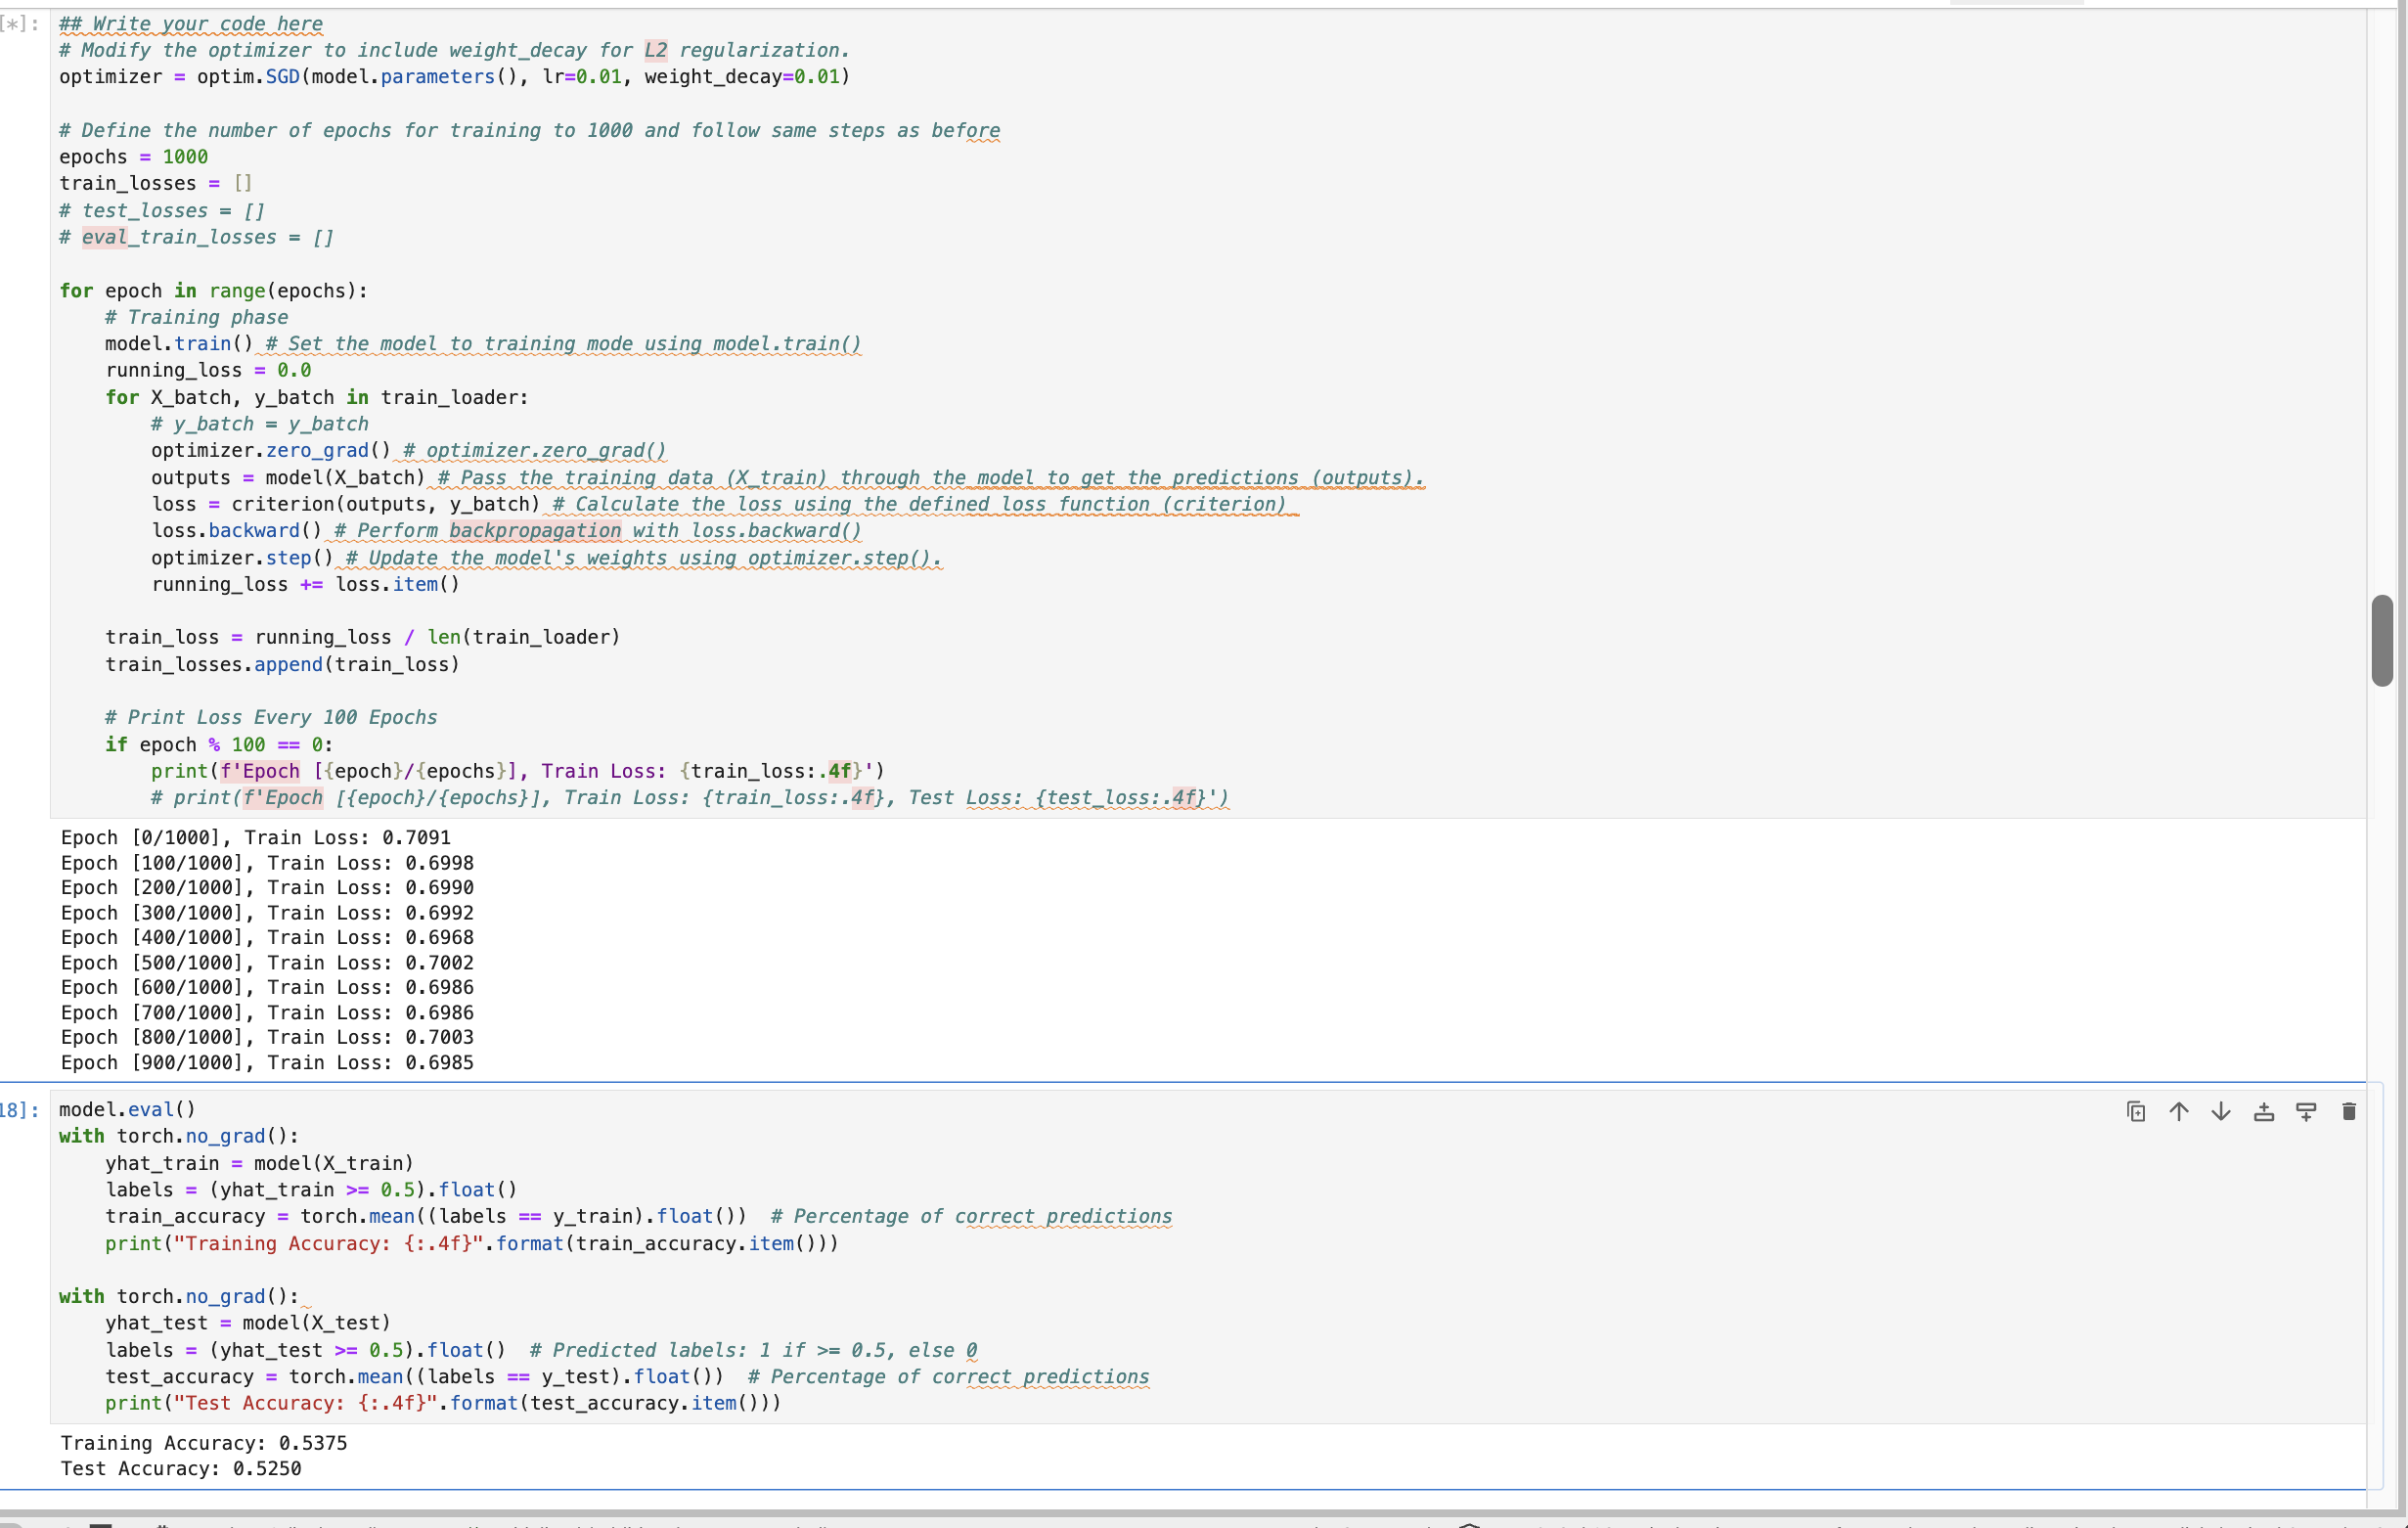 [*]: ## Write your code here
# Modify the optimizer to include weight_decay for L2 regularization.
optimizer = optim.SGD(model.parameters(), lr=0.01, weight_decay=0.01)
# Define the number of epochs for training to 1000 and follow same steps as before
epochs = 1000
train_losses = []
# test_losses = []
# eval_train_losses = []
for epoch in range(epochs):
    # Training phase
    model.train() # Set the model to training mode using model.train()
    running_loss = 0.0
    for X_batch, y_batch in train_loader:
        # y_batch = y_batch
        optimizer.zero_grad() # optimizer.zero_grad()
        outputs = model(X_batch) # Pass the training data (X_train) through the model to get the predictions (outputs).
        loss = criterion(outputs, y_batch) # Calculate the loss using the defined loss function (criterion)
        loss.backward() # Perform backpropagation with loss.backward()
        optimizer.step() # Update the model's weights using optimizer.step().
        running_loss += loss.item()
    train_loss = running_loss / len(train_loader)
    train_losses.append(train_loss)
    # Print Loss Every 100 Epochs
    if epoch % 100 == 0:
        print(f'Epoch [{epoch}/{epochs}], Train Loss: {train_loss:.4f}')
        # print(f'Epoch [{epoch}/{epochs}], Train Loss: {train_loss:.4f}, Test Loss: {test_loss:.4f}')
Epoch [0/1000], Train Loss: 0.7091
Epoch [100/1000], Train Loss: 0.6998
Epoch [200/1000], Train Loss: 0.6990
Epoch [300/1000], Train Loss: 0.6992
Epoch [400/1000], Train Loss: 0.6968
Epoch [500/1000], Train Loss: 0.7002
Epoch [600/1000], Train Loss: 0.6986
Epoch [700/1000], Train Loss: 0.6986
Epoch [800/1000], Train Loss: 0.7003
Epoch [900/1000], Train Loss: 0.6985
18]: model.eval()
with torch.no_grad():
    yhat_train = model(X_train)
    labels = (yhat_train >= 0.5).float()
    train_accuracy = torch.mean((labels == y_train).float())  # Percentage of correct predictions
    print("Training Accuracy: {:.4f}".format(train_accuracy.item()))
with torch.no_grad():
    yhat_test = model(X_test)
    labels = (yhat_test >= 0.5).float()  # Predicted labels: 1 if >= 0.5, else 0
    test_accuracy = torch.mean((labels == y_test).float())  # Percentage of correct predictions
    print("Test Accuracy: {:.4f}".format(test_accuracy.item()))
Training Accuracy: 0.5375
Test Accuracy: 0.5250